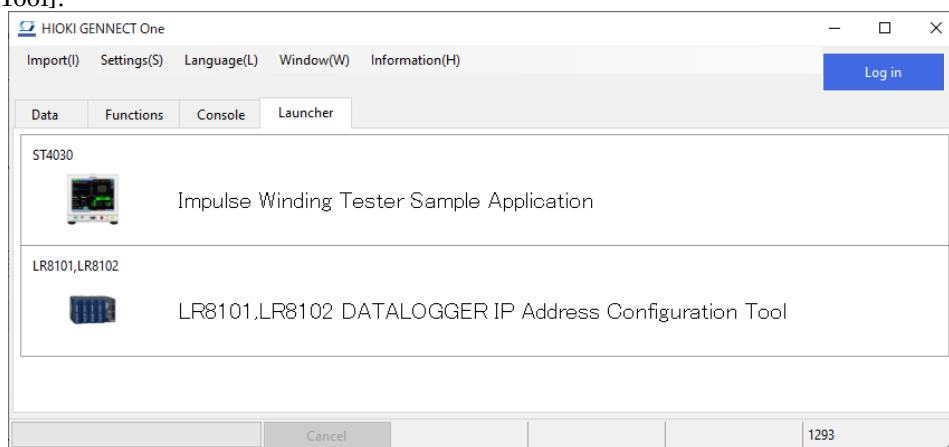 Tool].
HIOKI GENNECT One
Import(I) Settings(S) Language(L) Window(W) Information(H)
Log in
Data Functions Console Launcher
ST4030
Impulse Winding Tester Sample Application
LR8101,LR8102
LR8101,LR8102 DATALOGGER IP Address Configuration Tool
Cancel
1293